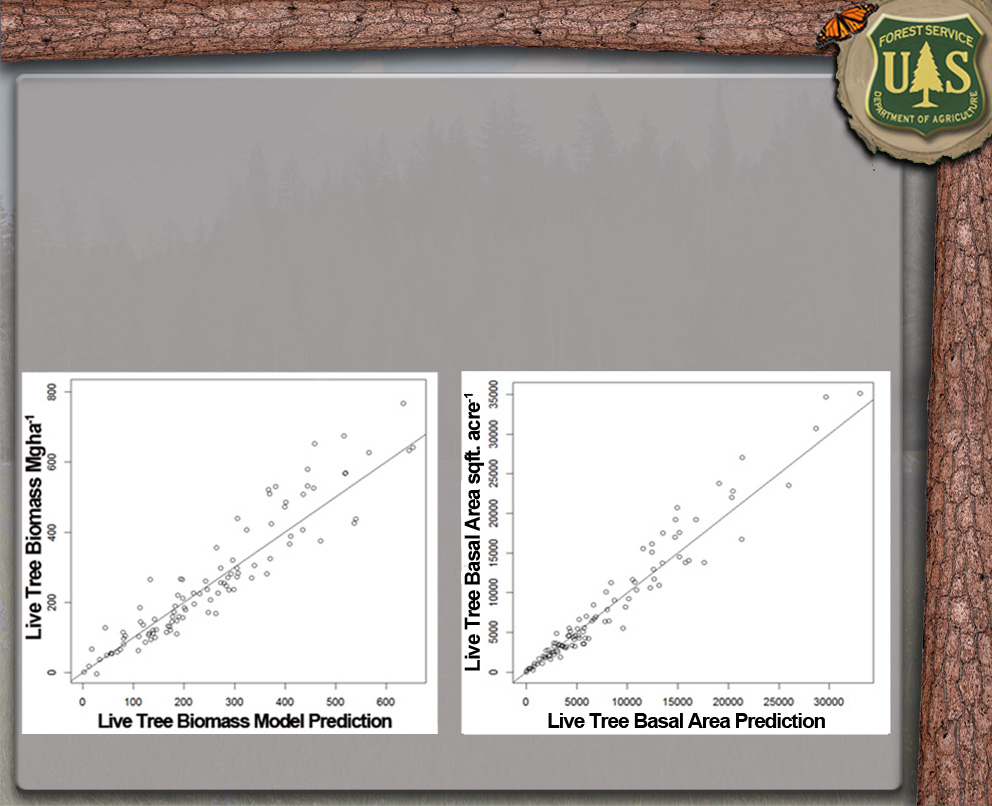 FOREST SERVICE
U S
DEPARTMENT OF AGRICULTURE
Live Tree Biomass Mgha-1
800
600
400
200
0
0 100 200 300 400 500 600
Live Tree Biomass Model Prediction
Live Tree Basal Area sqft. acre-1
35000
30000
25000
20000
15000
10000
5000
0
0 5000 10000 15000 20000 25000 30000
Live Tree Basal Area Prediction